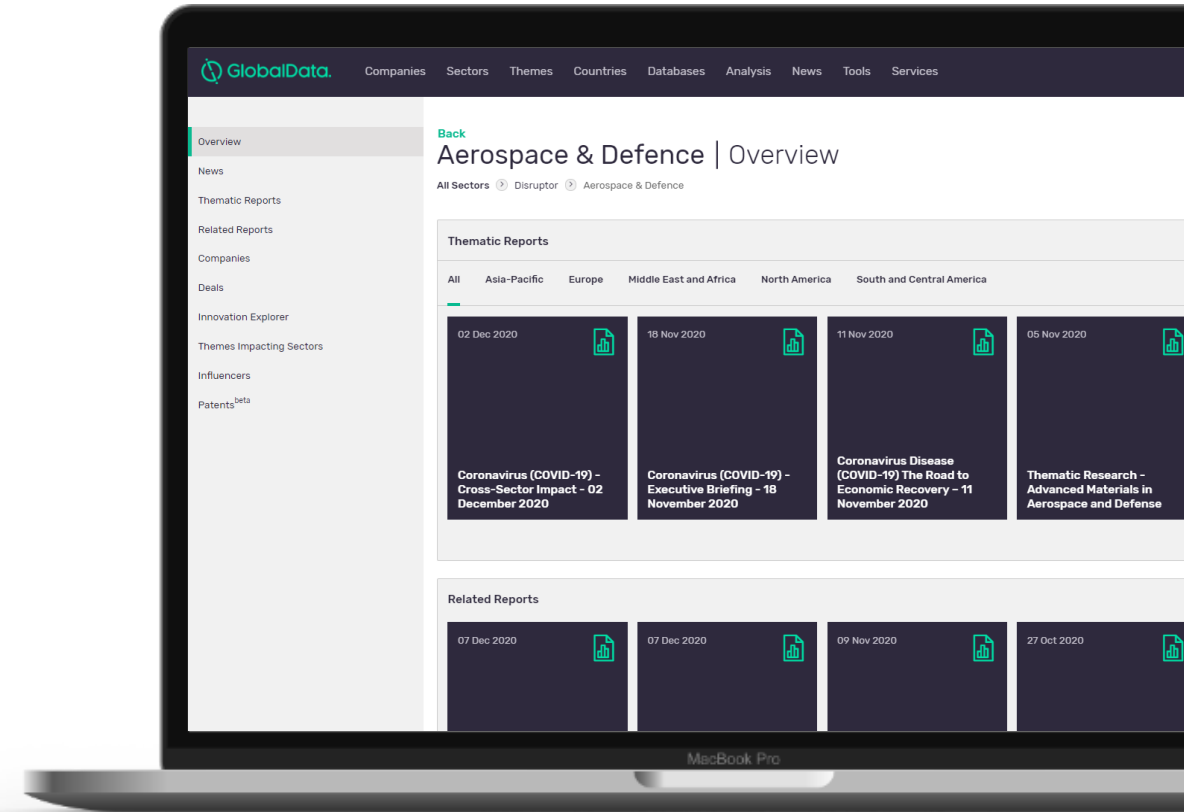 GlobalData.
Companies Sectors Themes Countries Databases Analysis News Tools Services
Overview
News
Thematic Reports
Related Reports
Companies
Deals
Innovation Explorer
Themes Impacting Sectors
Influencers
Patents beta
Back
Aerospace & Defence | Overview
All Sectors Disruptor Aerospace & Defence
Thematic Reports
All Asia-Pacific Europe Middle East and Africa North America South and Central America
02 Dec 2020
Coronavirus (COVID-19) –
Cross-Sector Impact – 02
December 2020
18 Nov 2020
Coronavirus (COVID-19) –
Executive Briefing – 18
November 2020
11 Nov 2020
Coronavirus Disease
(COVID-19) The Road to
Economic Recovery – 11
November 2020
05 Nov 2020
Thematic Research –
Advanced Materials in
Aerospace and Defense
Related Reports
07 Dec 2020
07 Dec 2020
09 Nov 2020
27 Oct 2020
MacBook Pro